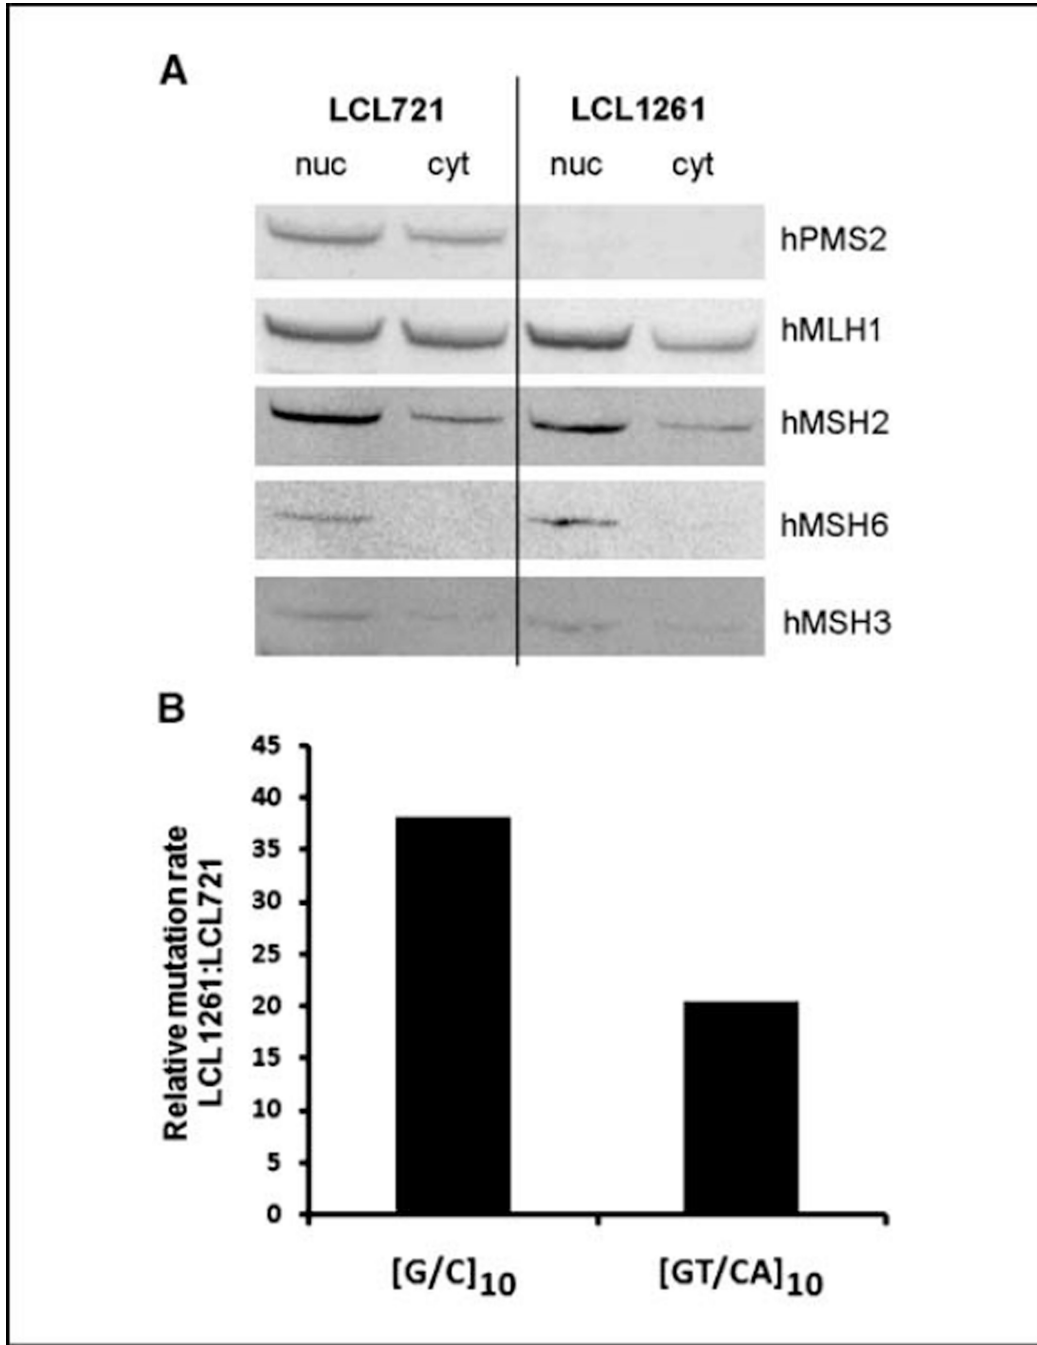 A
LCL721 LCL1261
nuc cyt nuc cyt
hPMS2
hMLH1
hMSH2
hMSH6
hMSH3
B
45
40
35
30
25
20
15
10
5
0
Relative mutation rate
LCL1261:LCL721
[G/C]10 [GT/CA]10